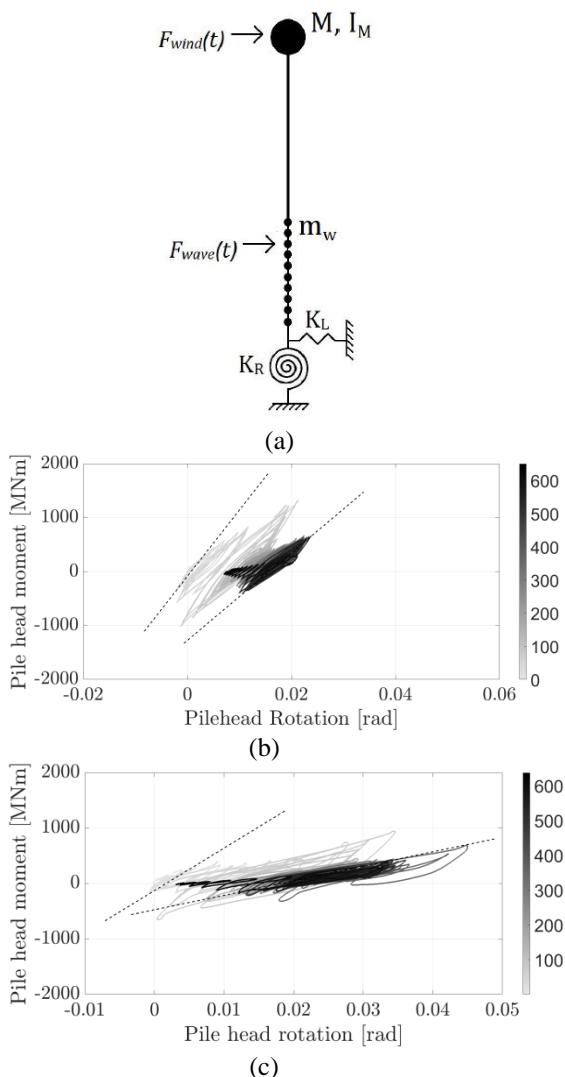 M, I_M
F_wind(t)
F_wave(t)
m_w
K_L
K_R
(a)
Pile head moment [MNm]
2000
1000
0
-1000
-2000
-0.02
0
0.02
0.04
0.06
Pilehead Rotation [rad]
600
500
400
300
200
100
0
(b)
Pile head moment [MNm]
2000
1000
0
-1000
-2000
-0.01
0
0.01
0.02
0.03
0.04
0.05
Pile head rotation [rad]
600
500
400
300
200
100
(c)